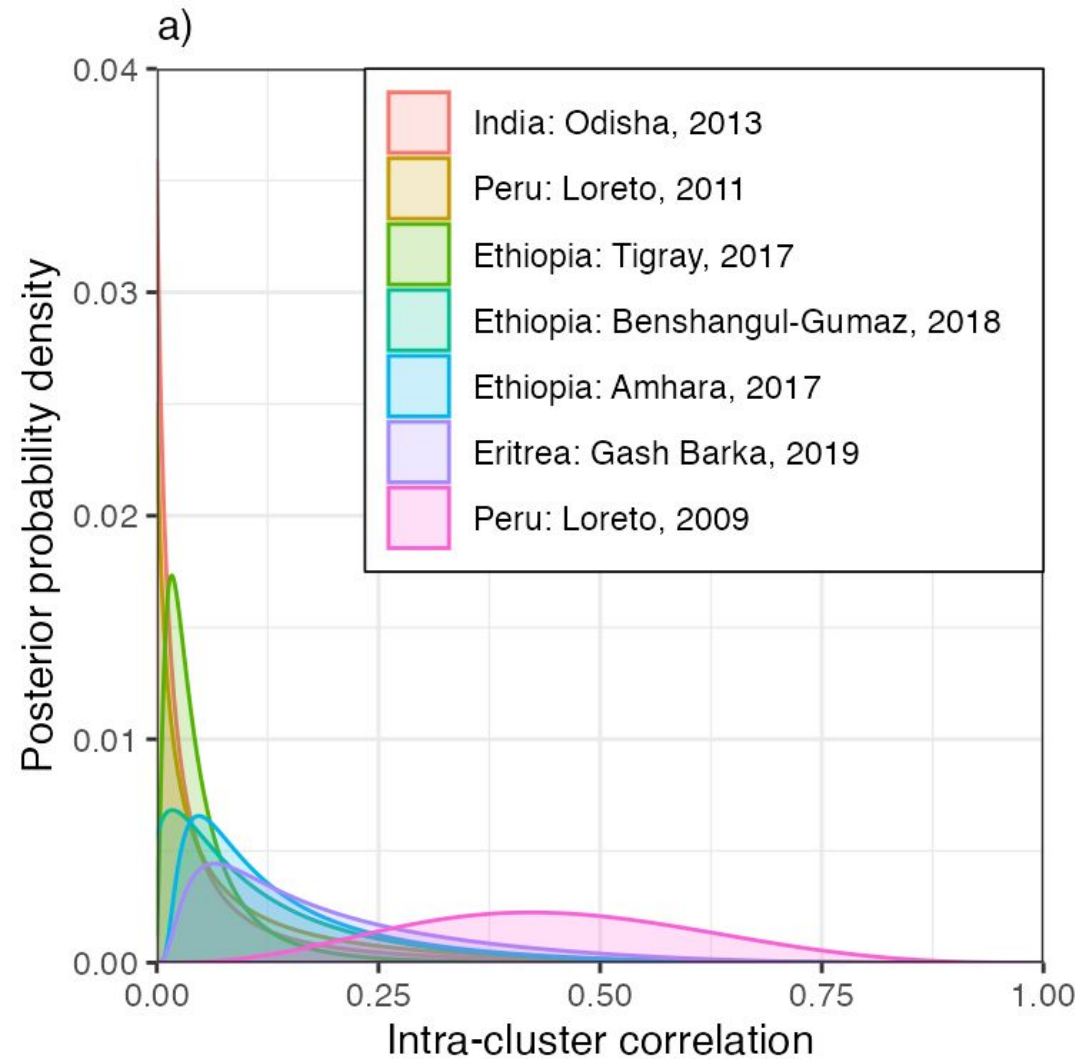 a)
0.04
0.03
0.02
0.01
0.00
Posterior probability density
India: Odisha, 2013
Peru: Loreto, 2011
Ethiopia: Tigray, 2017
Ethiopia: Benshangul-Gumaz, 2018
Ethiopia: Amhara, 2017
Eritrea: Gash Barka, 2019
Peru: Loreto, 2009
0.00 0.25 0.50 0.75 1.00
Intra-cluster correlation